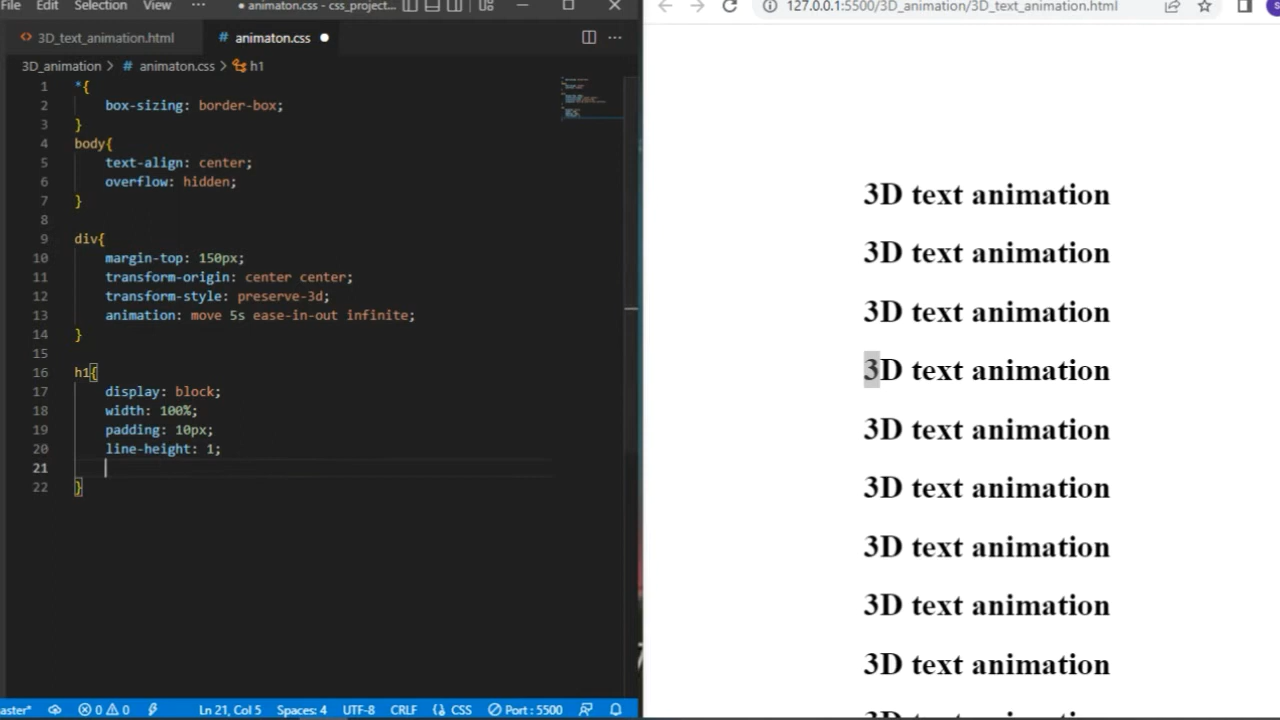 File Edit Selection View ··· ● animaton.css - css_project...
3D_text_animation.html
# animaton.css ●
3D_animation > # animaton.css > h1
1 *{
2 box-sizing: border-box;
3 }
4 body{
5 text-align: center;
6 overflow: hidden;
7 }
8
9 div{
10 margin-top: 150px;
11 transform-origin: center center;
12 transform-style: preserve-3d;
13 animation: move 5s ease-in-out infinite;
14 }
15
16 h1{
17 display: block;
18 width: 100%;
19 padding: 10px;
20 line-height: 1;
21
22 }
aster* 0 0 Ln 21, Col 5 Spaces: 4 UTF-8 CRLF CSS Port : 5500
127.0.0.1:5500/3D_animation/3D_text_animation.html
3D text animation
3D text animation
3D text animation
3D text animation
3D text animation
3D text animation
3D text animation
3D text animation
3D text animation
3D text animation